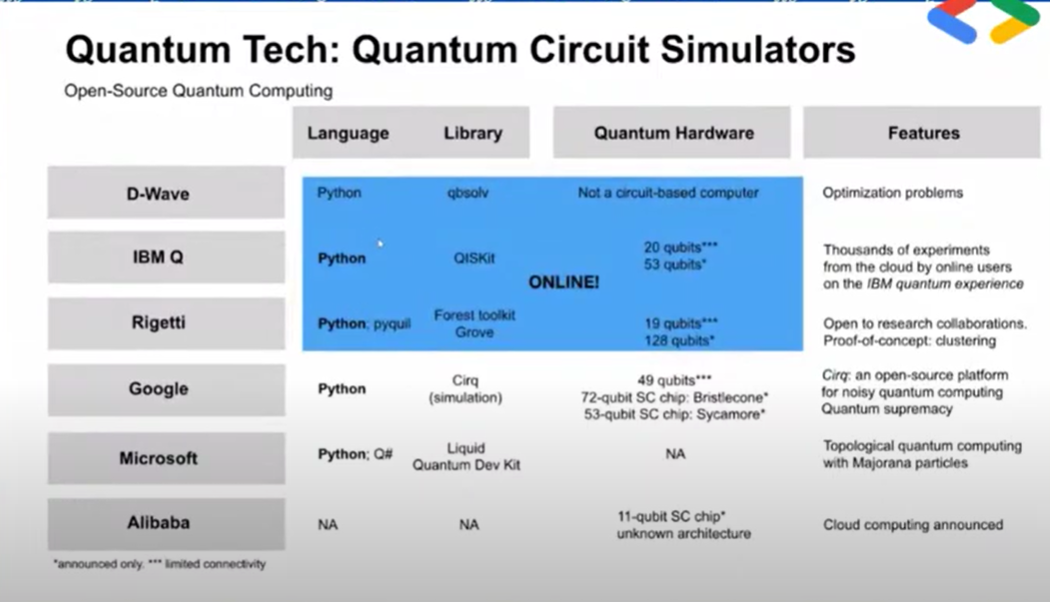 Quantum Tech: Quantum Circuit Simulators
Open-Source Quantum Computing
Language Library Quantum Hardware Features
D-Wave Python qbsolv Not a circuit-based computer Optimization problems
IBM Q Python QISKit 20 qubits*** 53 qubits* Thousands of experiments
from the cloud by online users
on the IBM quantum experience
ONLINE!
Rigetti Python; pyquil Forest toolkit Grove 19 qubits*** 128 qubits* Open to research collaborations.
Proof-of-concept: clustering
Google Python Cirq (simulation) 49 qubits***
72-qubit SC chip: Bristlecone*
53-qubit SC chip: Sycamore*
Cirq: an open-source platform
for noisy quantum computing
Quantum supremacy
Microsoft Python; Q# Liquid Quantum Dev Kit NA Topological quantum computing
with Majorana particles
Alibaba NA NA 11-qubit SC chip*
unknown architecture
Cloud computing announced
*announced only. *** limited connectivity